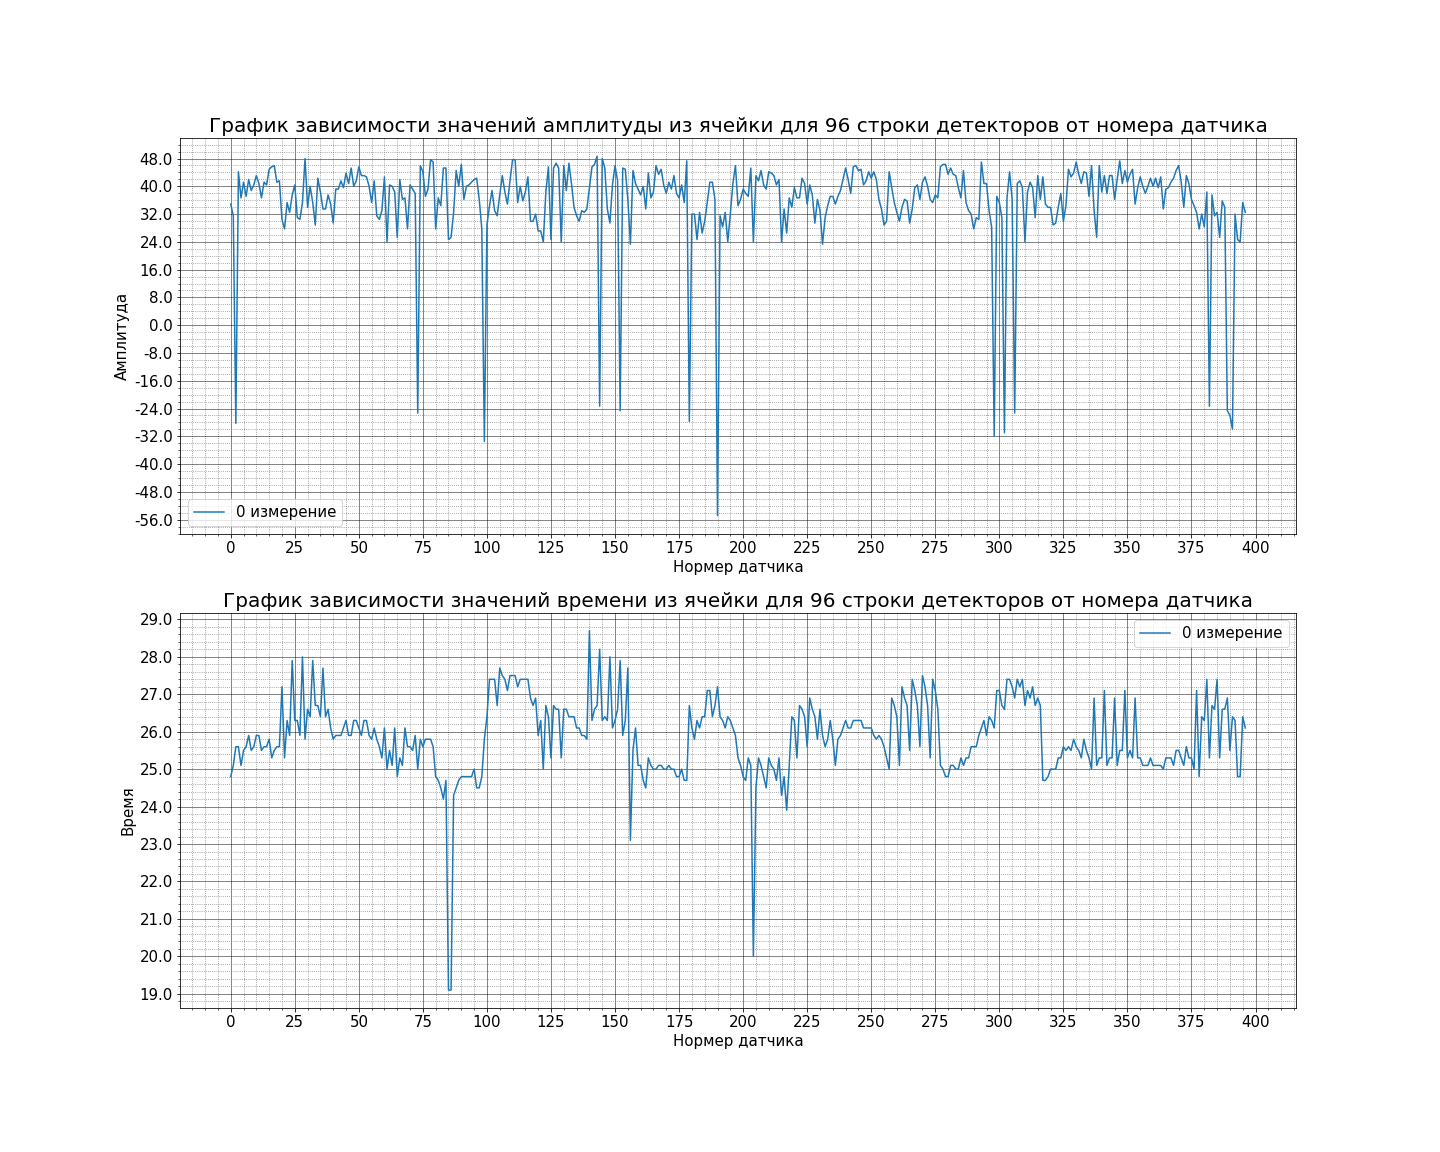 График зависимости значений амплитуды из ячейки для 96 строки детекторов от номера датчика
48.0
40.0
32.0
24.0
16.0
8.0
0.0
-8.0
-16.0
-24.0
-32.0
-40.0
-48.0
-56.0
Амплитуда
0 измерение
0 25 50 75 100 125 150 175 200 225 250 275 300 325 350 375 400
Нормер датчика
График зависимости значений времени из ячейки для 96 строки детекторов от номера датчика
29.0
28.0
27.0
26.0
25.0
24.0
23.0
22.0
21.0
20.0
19.0
Время
0 измерение
0 25 50 75 100 125 150 175 200 225 250 275 300 325 350 375 400
Нормер датчика